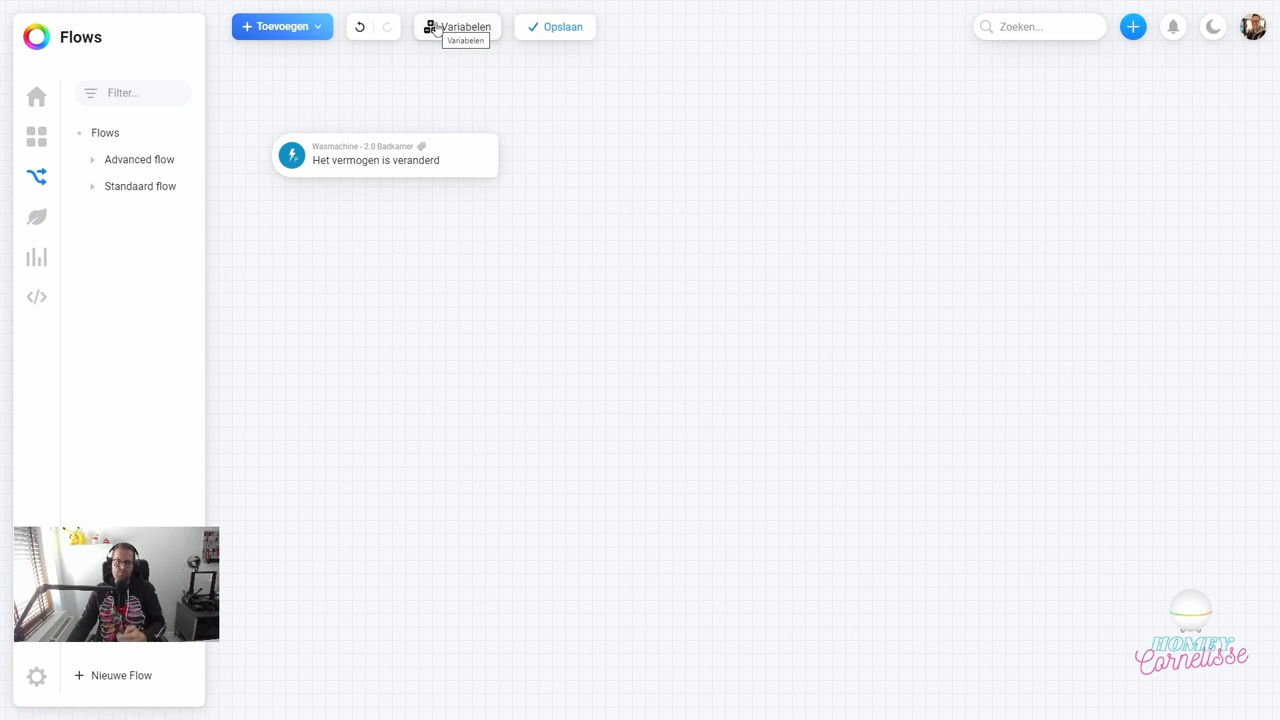 Flows
Toevoegen
Variabelen
Opslaan
Zoeken...
Variabelen
Filter...
Flows
Advanced flow
Standaard flow
Wasmachine - 2.0 Badkamer
Het vermogen is veranderd
Nieuwe Flow
HOMEY
Cornelisse